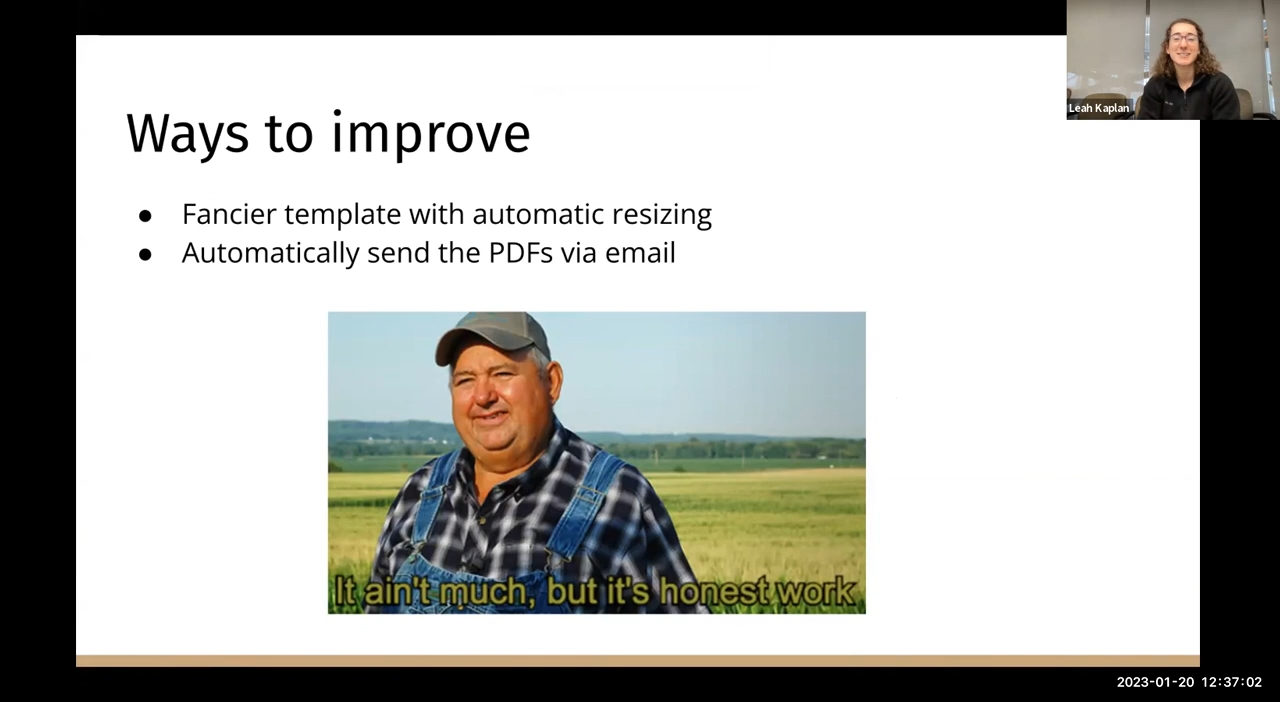 Leah Kaplan
Ways to improve
● Fancier template with automatic resizing
● Automatically send the PDFs via email
It ain't much, but it's honest work
2023-01-20 12:37:02